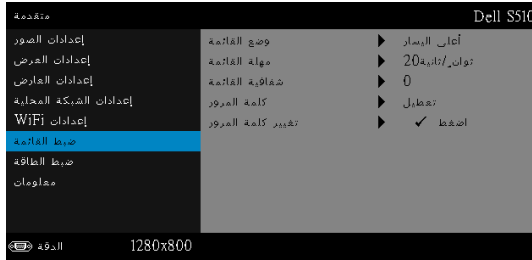 متقدمة
Dell S510
إعدادات الصور
إعدادات العرض
إعدادات العارض
إعدادات الشبكة المحلية
إعدادات WiFi
ضبط القائمة
ضبط الطاقة
معلومات
وضع القائمة أعلى اليسار
مهلة القائمة 20ثوان/ثانية
شفافية القائمة 0
كلمة المرور تعطيل
تغيير كلمة المرور ✓ اضغط
الدقة 1280x800